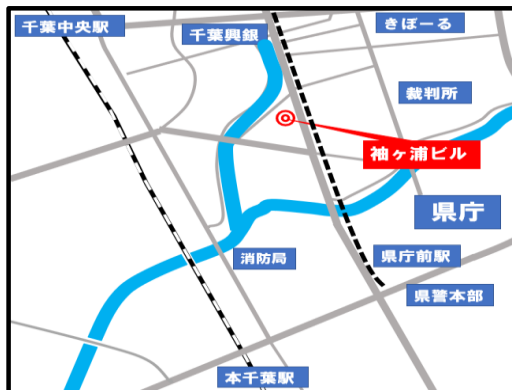 千葉中央駅
千葉興銀
きぼーる
裁判所
袖ヶ浦ビル
県庁
消防局
県庁前駅
県警本部
本千葉駅